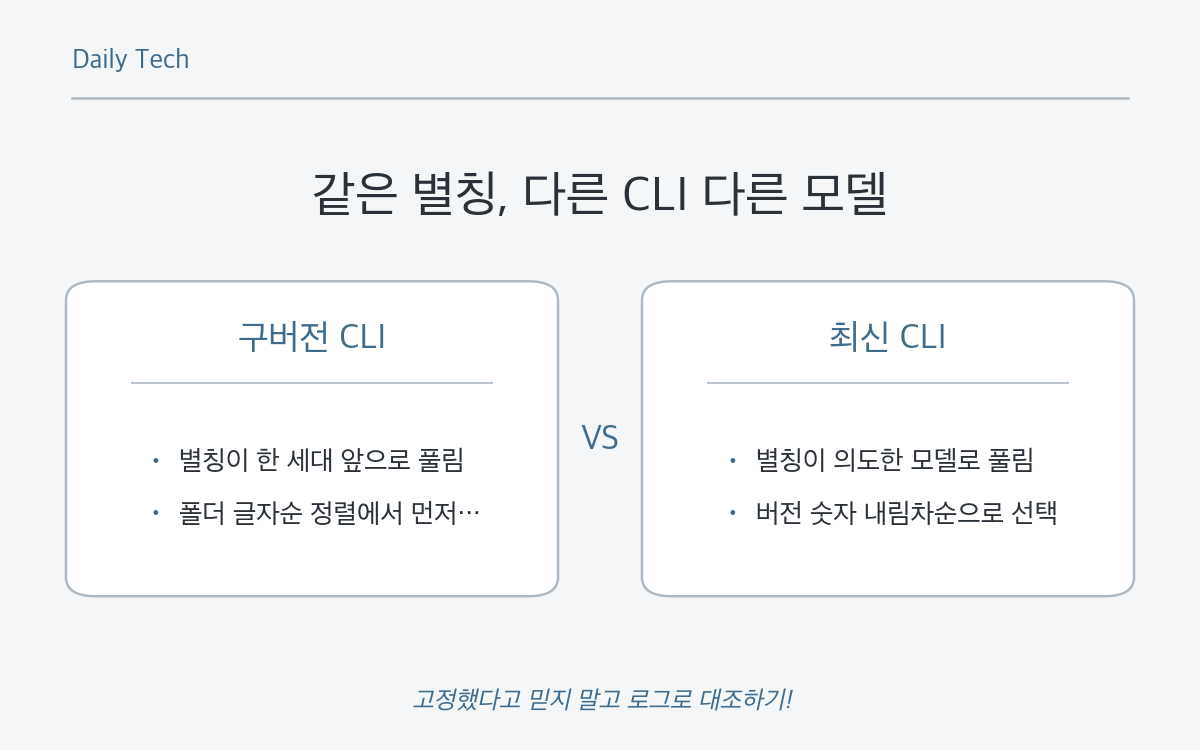 Daily Tech
같은 별칭, 다른 CLI 다른 모델
구버전 CLI
• 별칭이 한 세대 앞으로 풀림
• 폴더 글자순 정렬에서 먼저…
VS
최신 CLI
• 별칭이 의도한 모델로 풀림
• 버전 숫자 내림차순으로 선택
고정했다고 믿지 말고 로그로 대조하기!